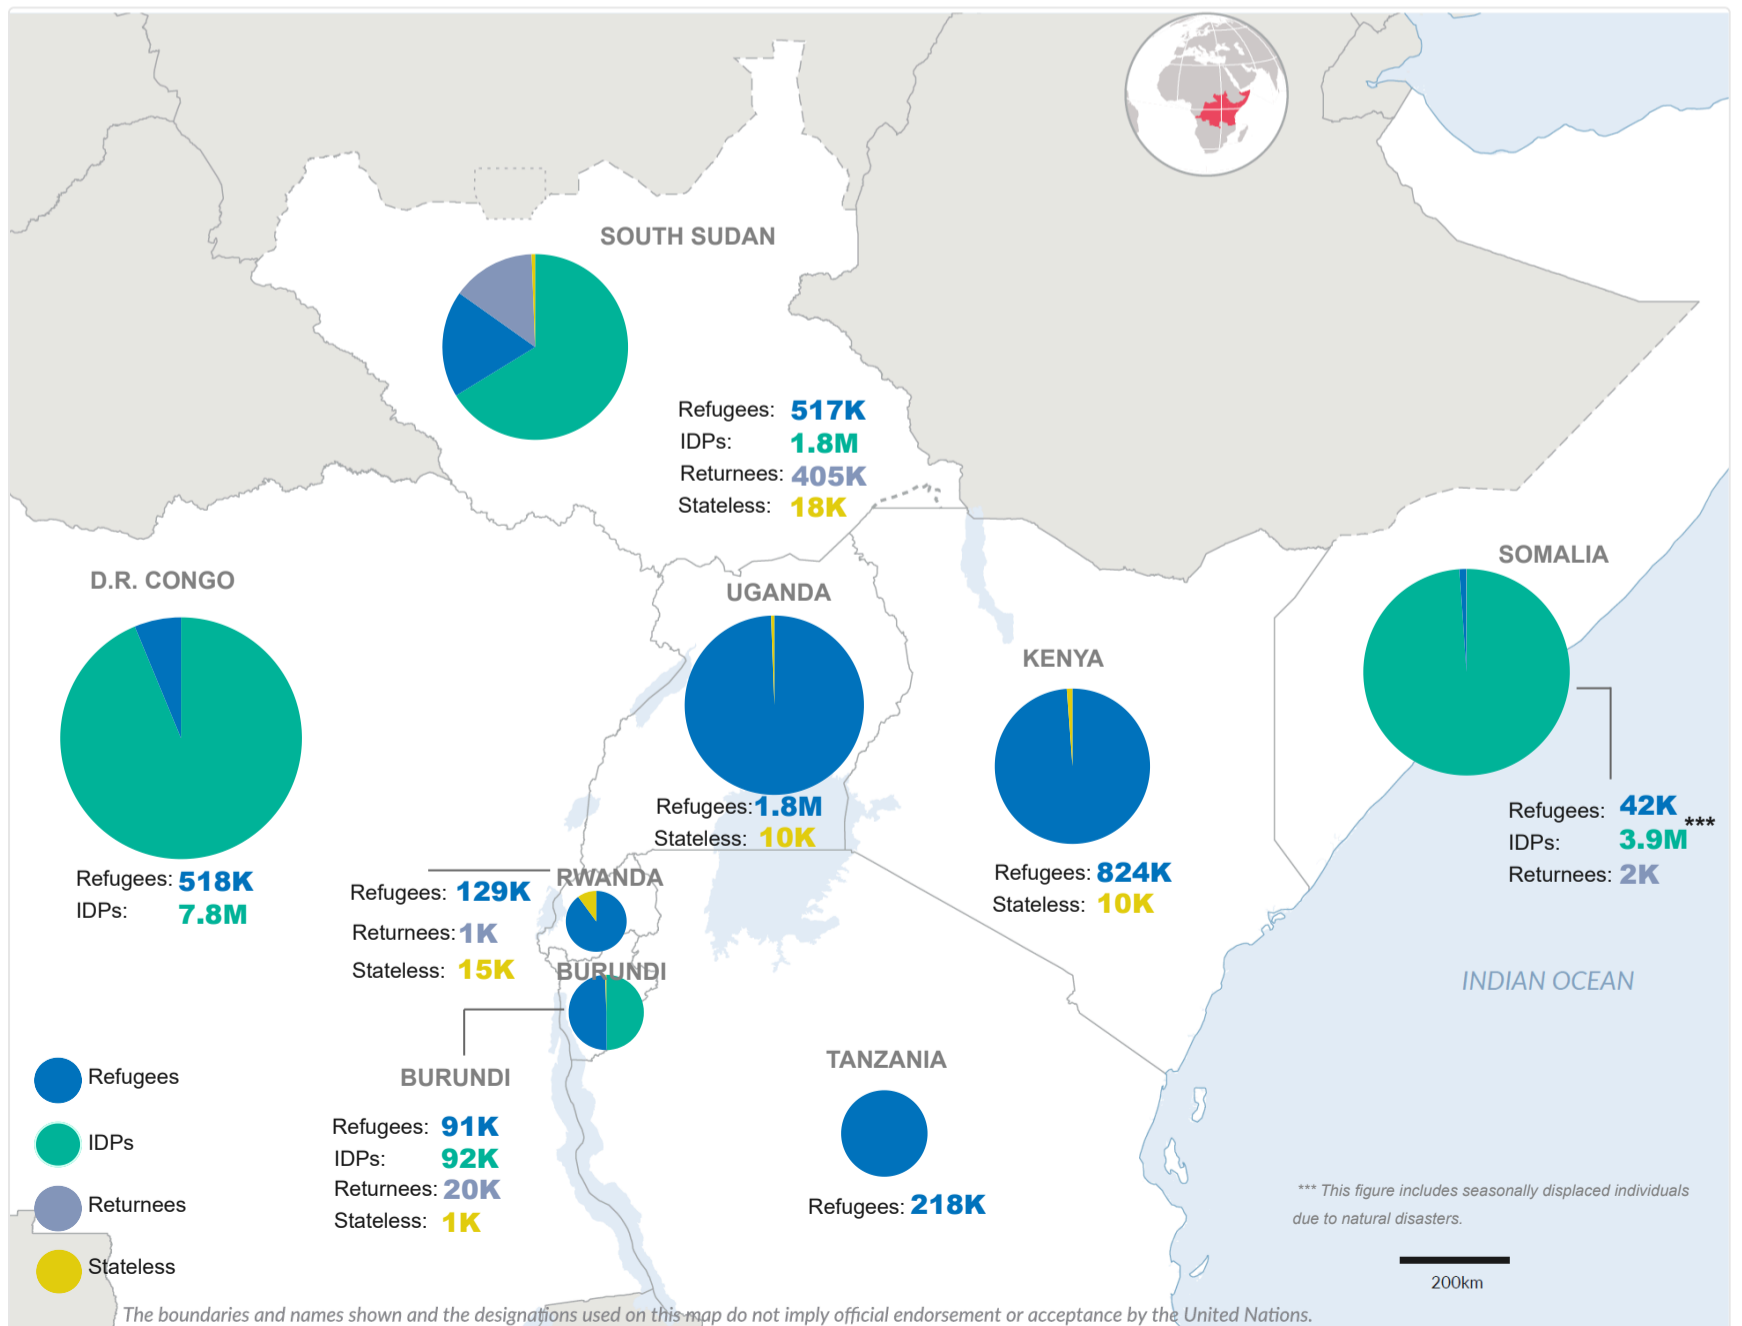 SOUTH SUDAN
Refugees: 517K
IDPs: 1.8M
Returnees: 405K
Stateless: 18K
D.R. CONGO
Refugees: 518K
IDPs: 7.8M
UGANDA
Refugees: 1.8M
Stateless: 10K
KENYA
Refugees: 824K
Stateless: 10K
SOMALIA
Refugees: 42K
***
IDPs: 3.9M
Returnees: 2K
RWANDA
Refugees: 129K
Returnees: 1K
Stateless: 15K
BURUNDI
BURUNDI
Refugees: 91K
IDPs: 92K
Returnees: 20K
Stateless: 1K
TANZANIA
Refugees: 218K
INDIAN OCEAN
Refugees
IDPs
Returnees
Stateless
*** This figure includes seasonally displaced individuals
due to natural disasters.
200km
The boundaries and names shown and the designations used on this map do not imply official endorsement or acceptance by the United Nations.